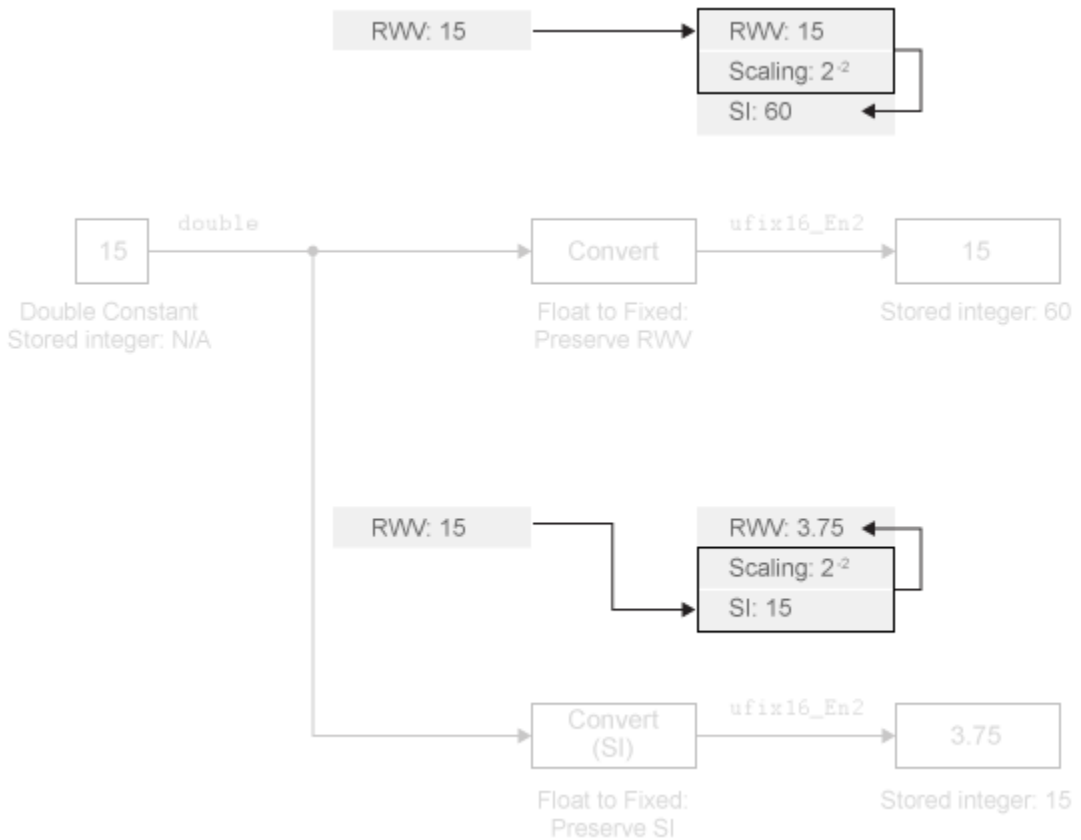 RWV: 15
RWV: 15
Scaling: 2⁻²
SI: 60
double
ufix16_En2
15
Convert
15
Double Constant
Stored integer: N/A
Float to Fixed:
Preserve RWV
Stored integer: 60
RWV: 15
RWV: 3.75
Scaling: 2⁻²
SI: 15
ufix16_En2
Convert
(SI)
3.75
Float to Fixed:
Preserve SI
Stored integer: 15